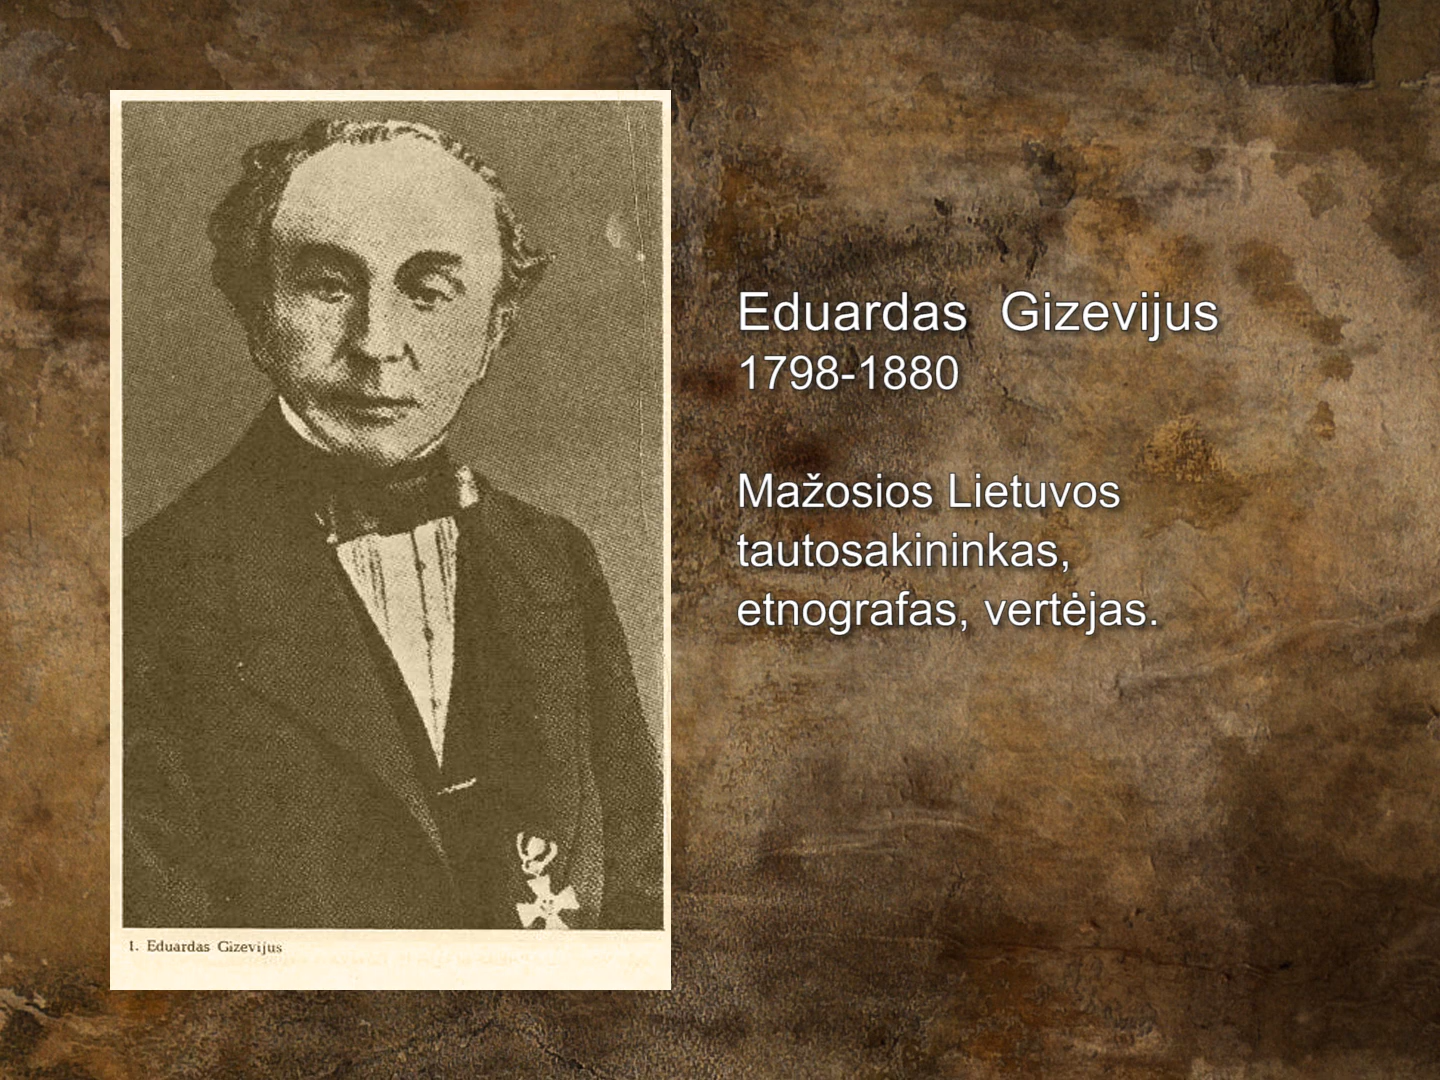 Eduardas Gizevijus
1798-1880
Mažosios Lietuvos
tautosakininkas,
etnografas, vertėjas.
1. Eduardas Gizevijus